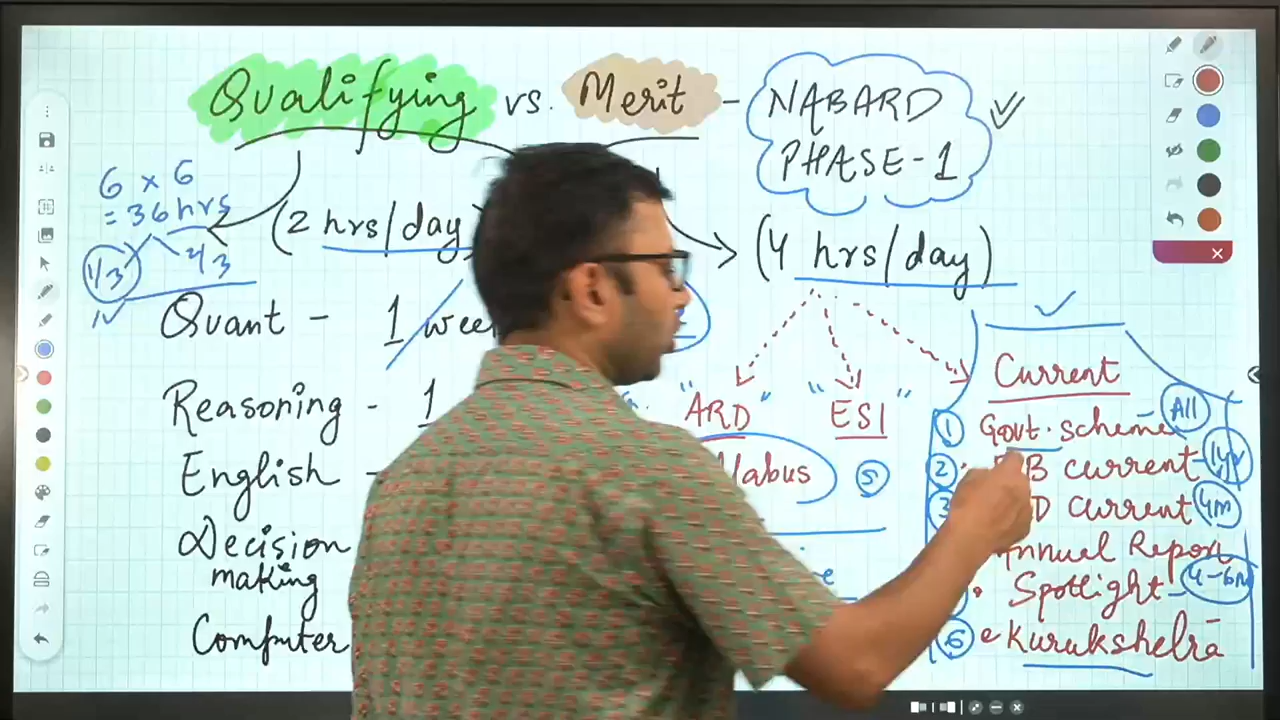 Qualifying vs. Merit - NABARD PHASE-1
6 x 6
= 36 hrs
1/3 2/3
(2 hrs/day)
(4 hrs/day)
Quant - 1 week
Reasoning - 1
English -
Decision making
Computer
"ARD" "ESI"
5
Current
1 Govt. scheme All
2 B current - 1yr
3 D current 4m
Annual Report
Spotlight - 4-6m
6 Kurukshetra